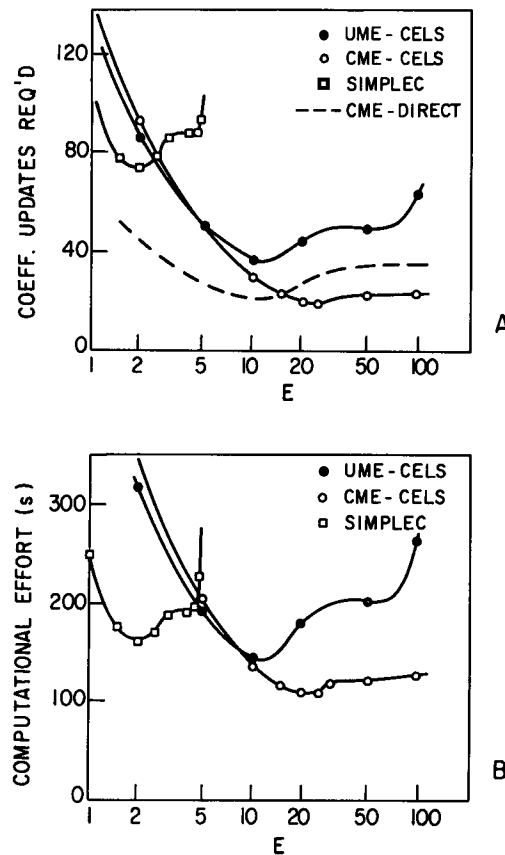 120
80
40
0
COEFF. UPDATES REQ'D
UME-CELS
CME-CELS
SIMPLEC
CME-DIRECT
1 2 5 10 20 50 100
E
A
300
200
100
0
COMPUTATIONAL EFFORT (s)
UME-CELS
CME-CELS
SIMPLEC
1 2 5 10 20 50 100
E
B